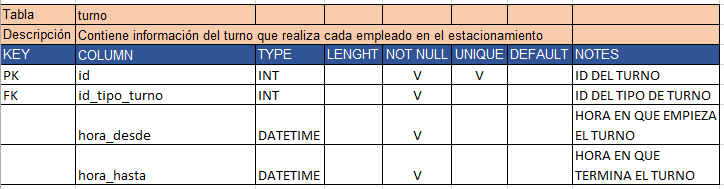 Tabla turno
Descripción Contiene información del turno que realiza cada empleado en el estacionamiento
KEY COLUMN TYPE LENGHT NOT NULL UNIQUE DEFAULT NOTES
PK id INT V V ID DEL TURNO
FK id_tipo_turno INT V ID DEL TIPO DE TURNO
HORA EN QUE EMPIEZA
hora_desde DATETIME V EL TURNO
HORA EN QUE
hora_hasta DATETIME V TERMINA EL TURNO